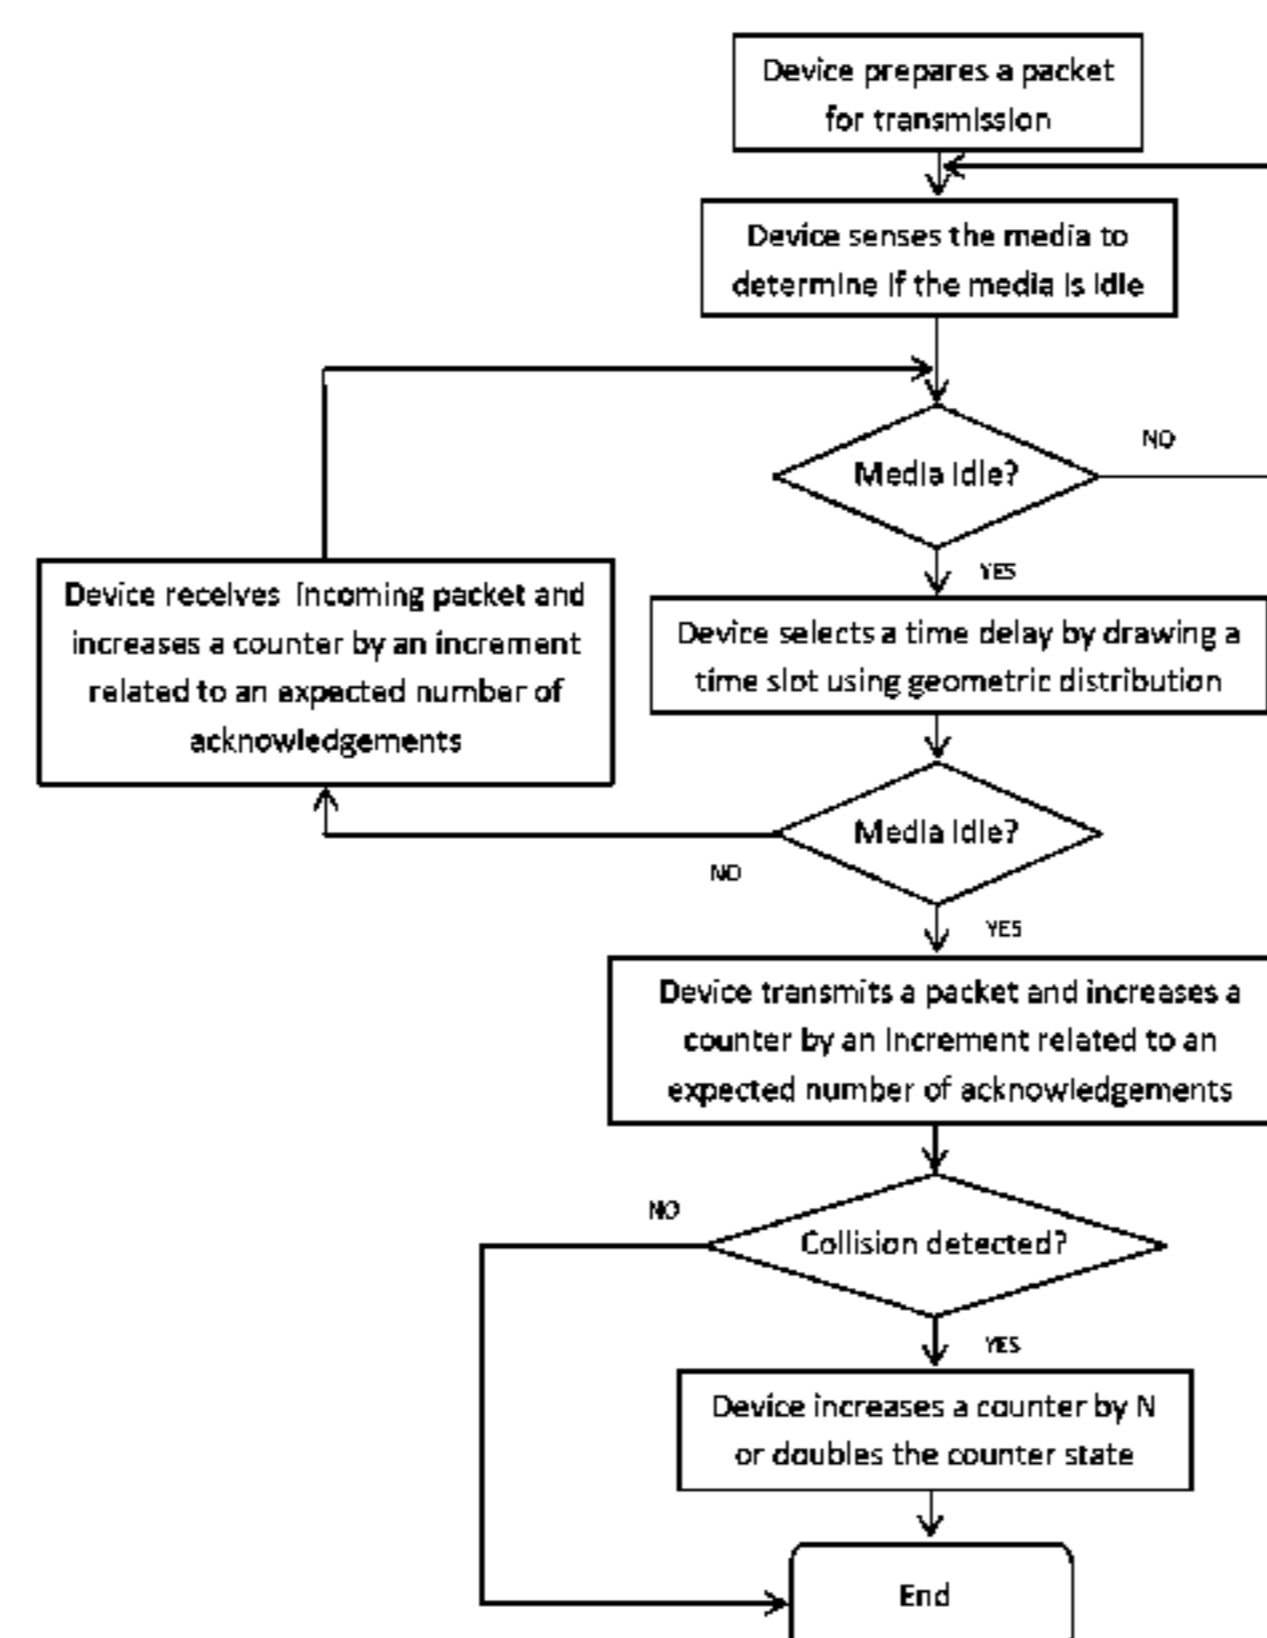 Device prepares a packet
for transmission
Device senses the media to
determine if the media is idle
Media Idle?
NO
YES
Device selects a time delay by drawing a
time slot using geometric distribution
Device receives Incoming packet and
increases a counter by an increment
related to an expected number of
acknowledgements
Media Idle?
NO
YES
Device transmits a packet and increases a
counter by an Increment related to an
expected number of acknowledgements
Collision detected?
NO
YES
Device increases a counter by N
or doubles the counter state
End